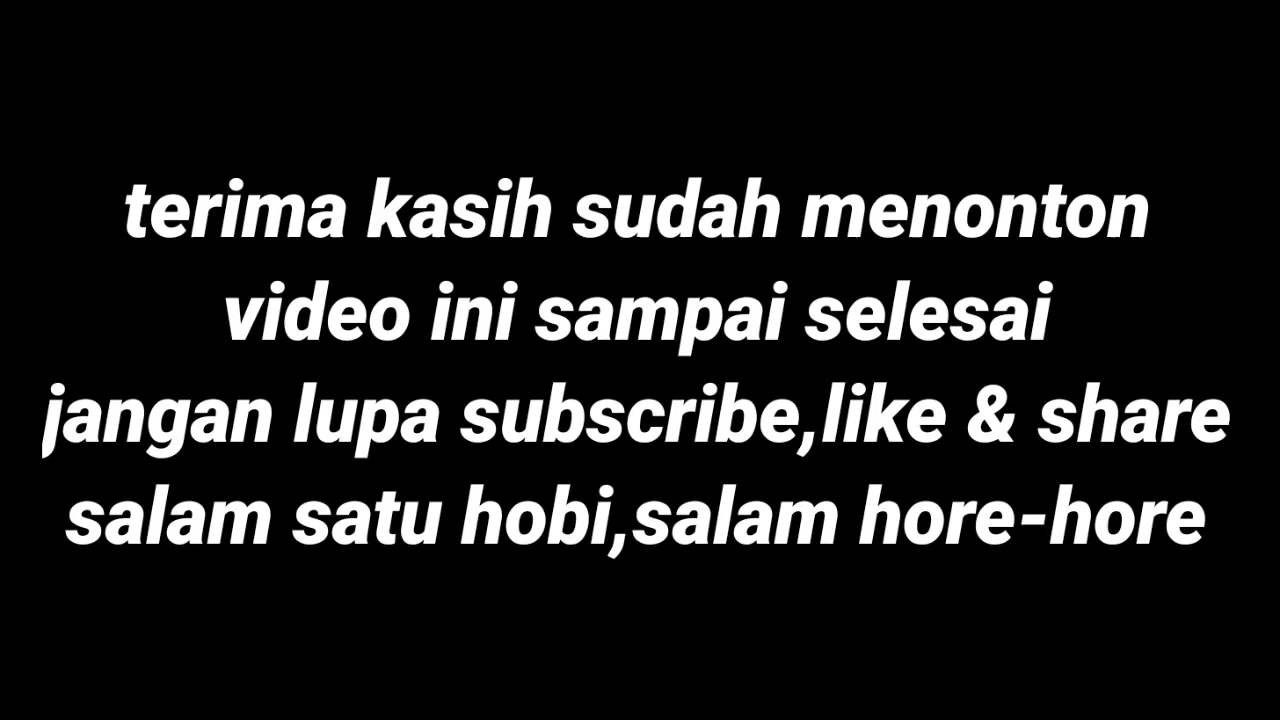 terima kasih sudah menonton
video ini sampai selesai
jangan lupa subscribe,like & share
salam satu hobi,salam hore-hore